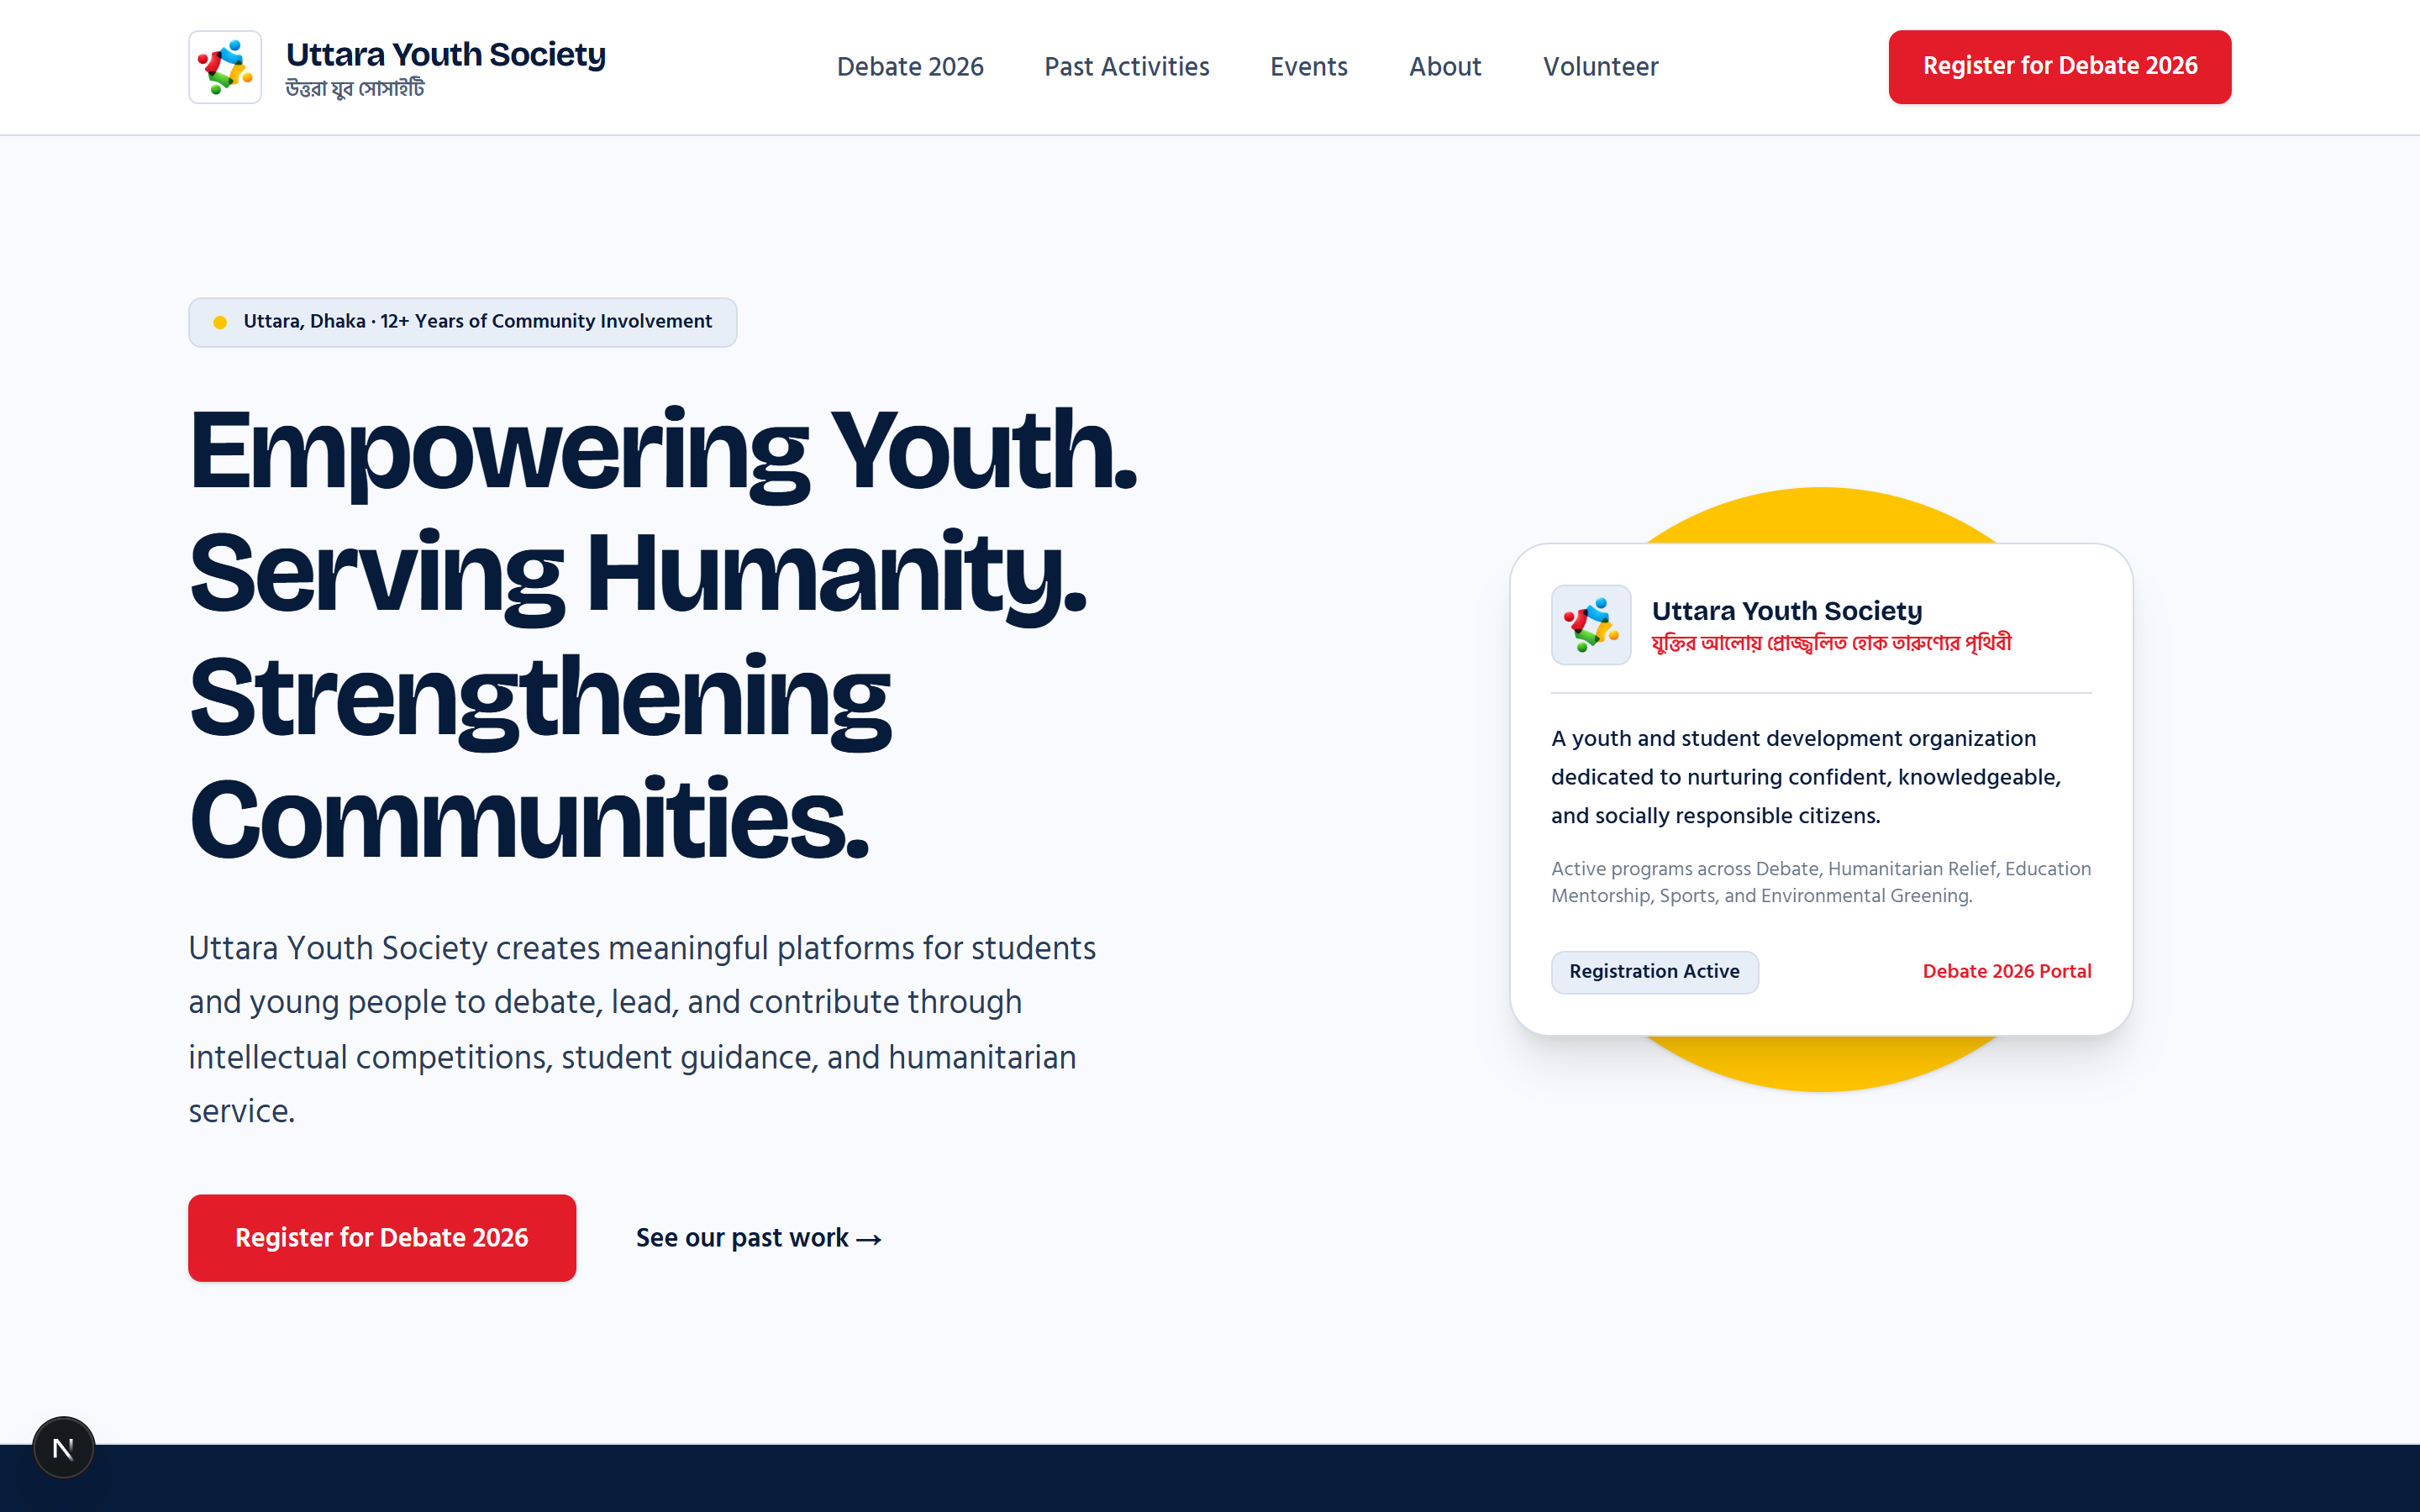 Uttara Youth Society
উত্তরা যুব সোসাইটি
Debate 2026
Past Activities
Events
About
Volunteer
Register for Debate 2026
Uttara, Dhaka · 12+ Years of Community Involvement
Empowering Youth.
Serving Humanity.
Strengthening
Communities.
Uttara Youth Society creates meaningful platforms for students
and young people to debate, lead, and contribute through
intellectual competitions, student guidance, and humanitarian
service.
Register for Debate 2026
See our past work →
Uttara Youth Society
যুক্তির আলোয় প্রোজ্জ্বলিত হোক তারুণ্যের পৃথিবী
A youth and student development organization
dedicated to nurturing confident, knowledgeable,
and socially responsible citizens.
Active programs across Debate, Humanitarian Relief, Education
Mentorship, Sports, and Environmental Greening.
Registration Active
Debate 2026 Portal
N